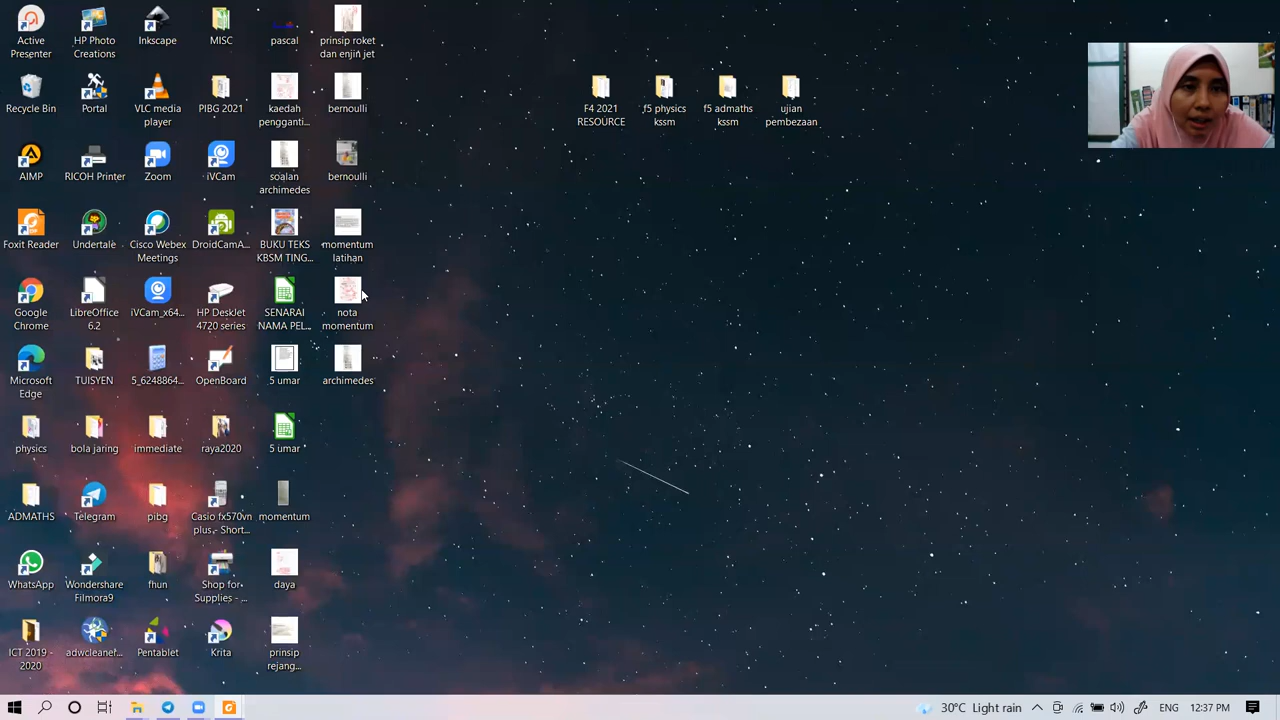 Active
Presenter
HP Photo
Creations
Inkscape
MISC
pascal
prinsip roket
dan enjin jet
Recycle Bin
Portal
VLC media
player
PIBG 2021
kaedah
pengganti...
bernoulli
F4 2021
RESOURCE
f5 physics
kssm
f5 admaths
kssm
ujian
pembezaan
AIMP
RICOH Printer
Zoom
iVCam
soalan
archimedes
bernoulli
Foxit Reader
Undertale
Cisco Webex
Meetings
DroidCamA...
BUKU TEKS
KBSM TING...
momentum
latihan
Google
Chrome
LibreOffice
6.2
iVCam_x64...
HP DeskJet
4720 series
SENARAI
NAMA PEL...
nota
momentum
Microsoft
Edge
TUISYEN
5_6248864...
OpenBoard
5 umar
archimedes
physics
bola jaring
immediate
raya2020
5 umar
ADMATHS
Telegram
pibg
Casio fx570vn
plus - Short...
momentum
WhatsApp
Wondershare
Filmora9
fhun
Shop for
Supplies - ...
daya
ICT 2019 -
2020
adwcleaner...
Pentablet
Krita
prinsip
rejang...
30°C Light rain
ENG
12:37 PM